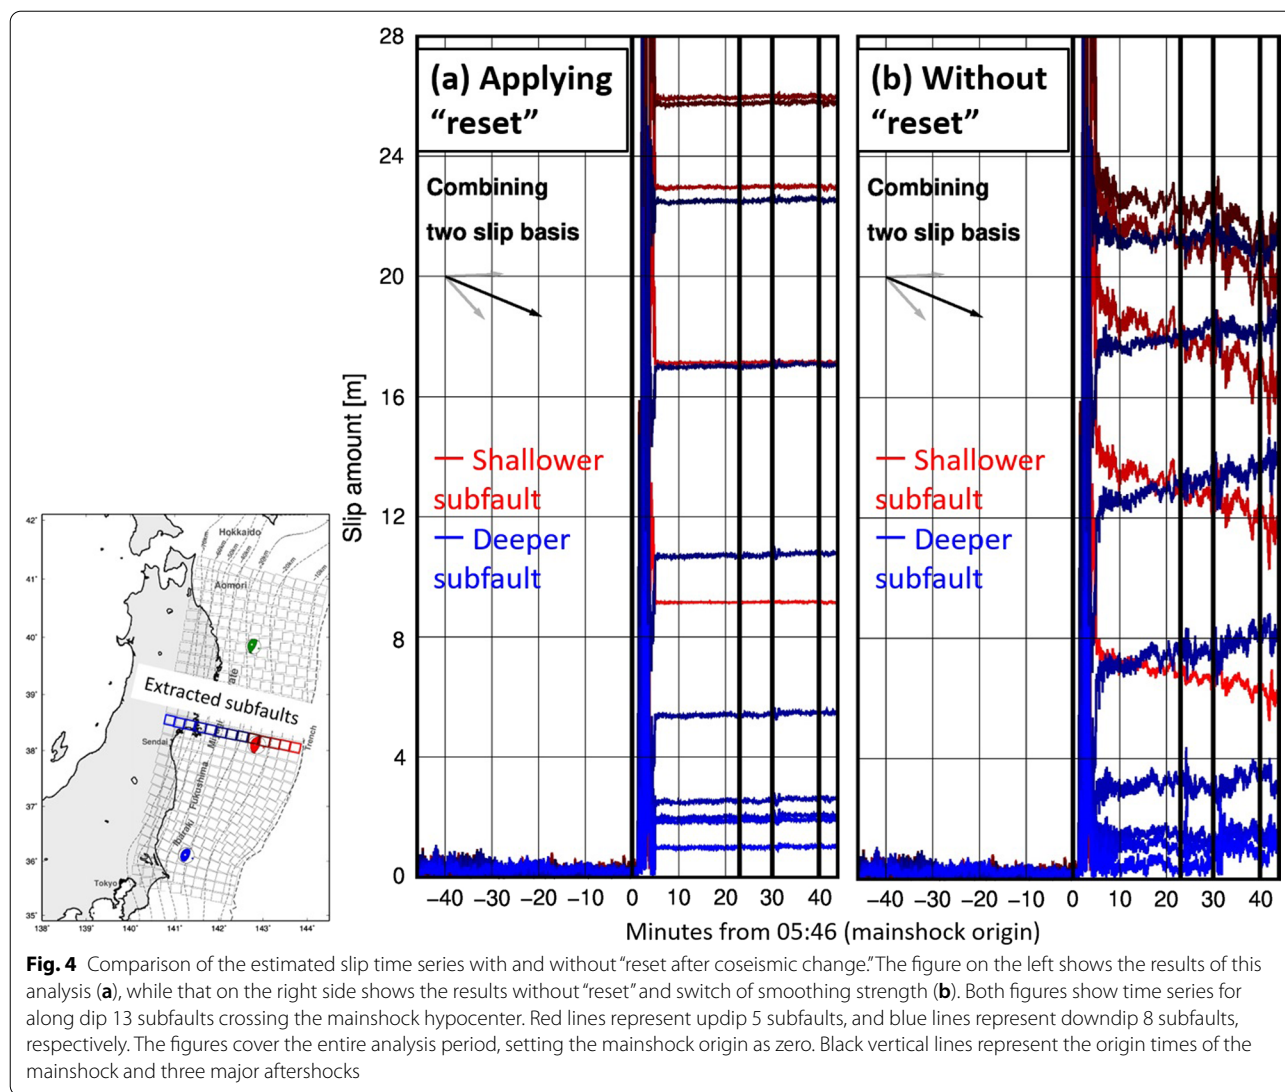 28
24
20
16
12
8
4
0
Slip amount [m]
(a) Applying
“reset”
Combining
two slip basis
— Shallower
subfault
— Deeper
subfault
−40 −30 −20 −10 0 10 20 30 40
(b) Without
“reset”
Combining
two slip basis
— Shallower
subfault
— Deeper
subfault
−40 −30 −20 −10 0 10 20 30 40
Minutes from 05:46 (mainshock origin)
42˚
41˚
40˚
39˚
38˚
37˚
36˚
35˚
138˚ 139˚ 140˚ 141˚ 142˚ 143˚ 144˚
Hokkaido
Aomori
Extracted subfaults
Sendai
Trench
Fukushima
Ibaraki
Tokyo
Fig. 4 Comparison of the estimated slip time series with and without “reset after coseismic change.” The figure on the left shows the results of this
analysis (a), while that on the right side shows the results without “reset” and switch of smoothing strength (b). Both figures show time series for
along dip 13 subfaults crossing the mainshock hypocenter. Red lines represent updip 5 subfaults, and blue lines represent downdip 8 subfaults,
respectively. The figures cover the entire analysis period, setting the mainshock origin as zero. Black vertical lines represent the origin times of the
mainshock and three major aftershocks